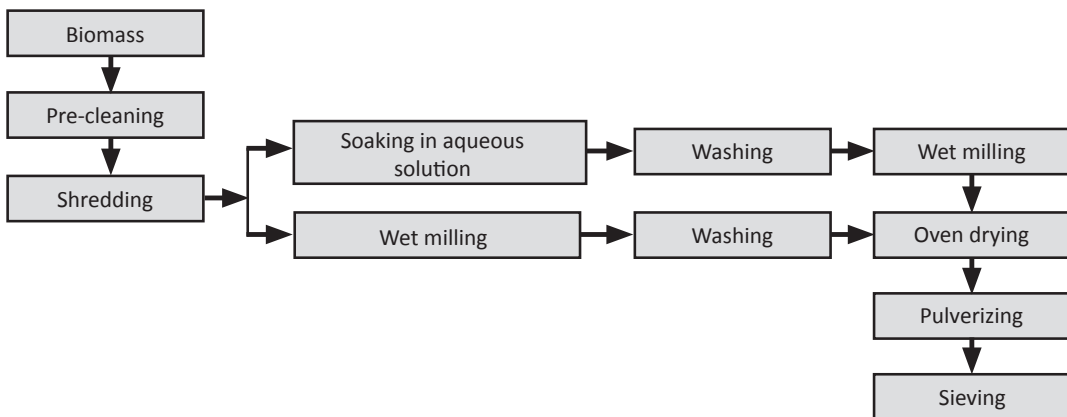 Biomass
Pre-cleaning
Shredding
Soaking in aqueous
solution
Washing
Wet milling
Wet milling
Washing
Oven drying
Pulverizing
Sieving